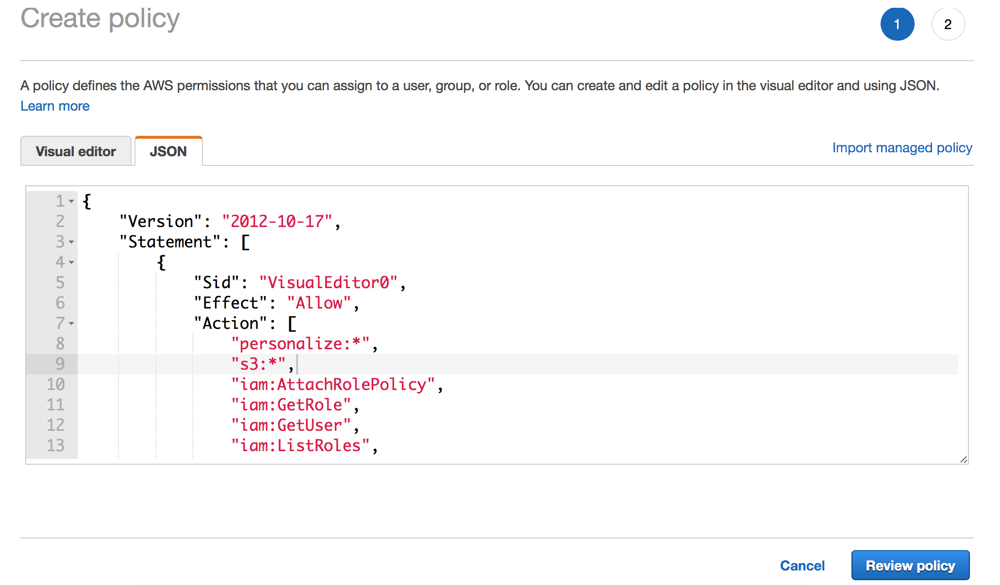 Create policy
1 2
A policy defines the AWS permissions that you can assign to a user, group, or role. You can create and edit a policy in the visual editor and using JSON.
Learn more
Visual editor JSON Import managed policy
1 {
2     "Version": "2012-10-17",
3     "Statement": [
4         {
5             "Sid": "VisualEditor0",
6             "Effect": "Allow",
7             "Action": [
8                 "personalize:*",
9                 "s3:*",
10                 "iam:AttachRolePolicy",
11                 "iam:GetRole",
12                 "iam:GetUser",
13                 "iam:ListRoles",
Cancel Review policy